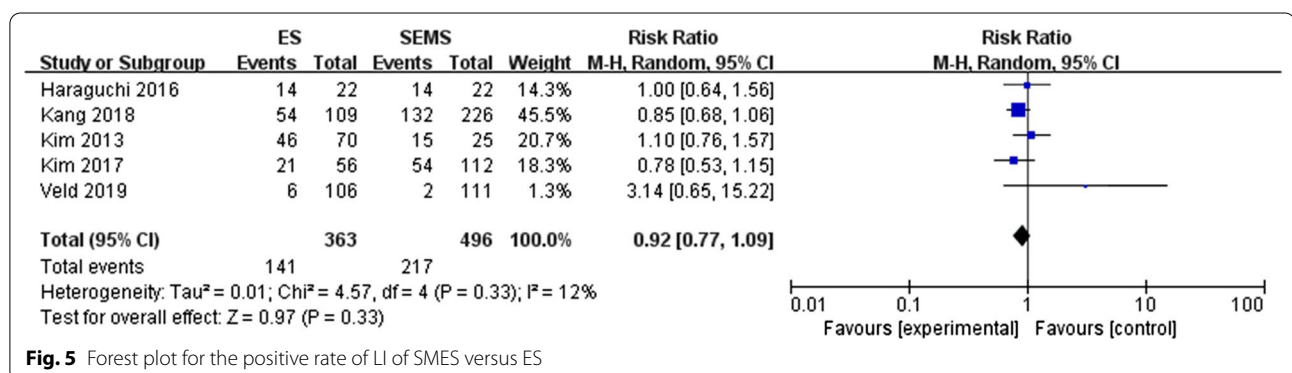 ES SEMS Risk Ratio Risk Ratio
Study or Subgroup Events Total Events Total Weight M-H, Random, 95% CI M-H, Random, 95% CI
Haraguchi 2016 14 22 14 22 14.3% 1.00 [0.64, 1.56]
Kang 2018 54 109 132 226 45.5% 0.85 [0.68, 1.06]
Kim 2013 46 70 15 25 20.7% 1.10 [0.76, 1.57]
Kim 2017 21 56 54 112 18.3% 0.78 [0.53, 1.15]
Veld 2019 6 106 2 111 1.3% 3.14 [0.65, 15.22]
Total (95% CI) 363 496 100.0% 0.92 [0.77, 1.09]
Total events 141 217
Heterogeneity: Tau² = 0.01; Chi² = 4.57, df = 4 (P = 0.33); I² = 12%
Test for overall effect: Z = 0.97 (P = 0.33)
0.01 0.1 1 10 100
Favours [experimental] Favours [control]
Fig. 5 Forest plot for the positive rate of LI of SMES versus ES